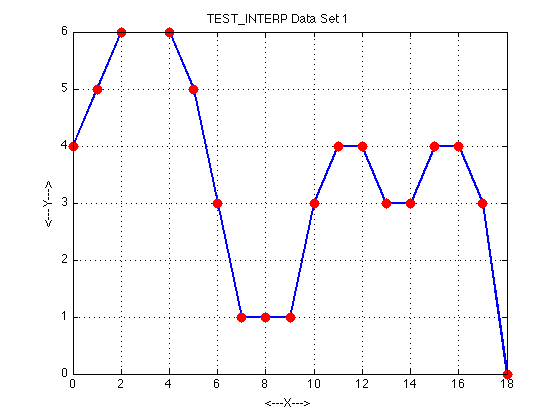 TEST_INTERP Data Set 1
6
5
4
3
2
1
0
<---Y--->
0 2 4 6 8 10 12 14 16 18
<---X--->